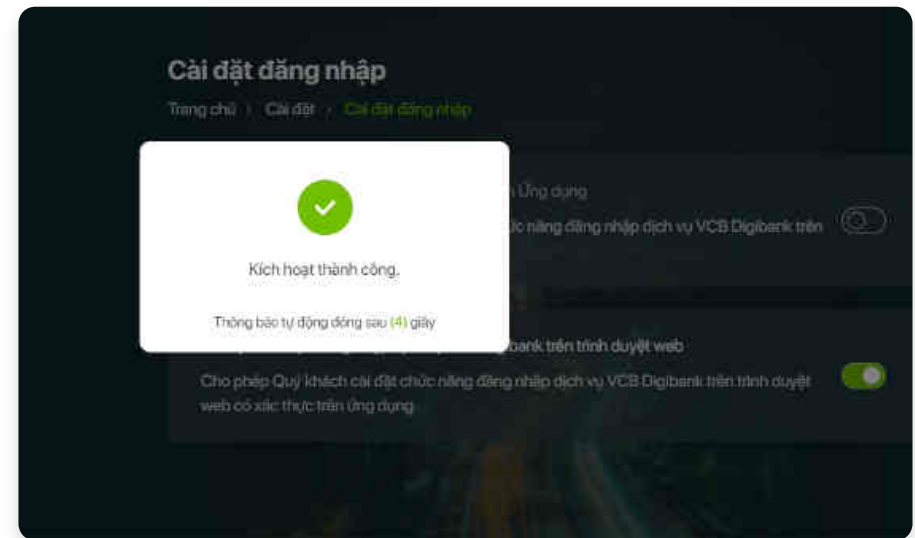 Cài đặt đăng nhập
Trang chủ › Cài đặt › Cài đặt đăng nhập
Ứng dụng
năng đăng nhập dịch vụ VCB Digibank trên
Kích hoạt thành công.
Thông báo tự động đóng sau (4) giây
bank trên trình duyệt web
Cho phép Quý khách cài đặt chức năng đăng nhập dịch vụ VCB Digibank trên trình duyệt
web có xác thực trên ứng dụng